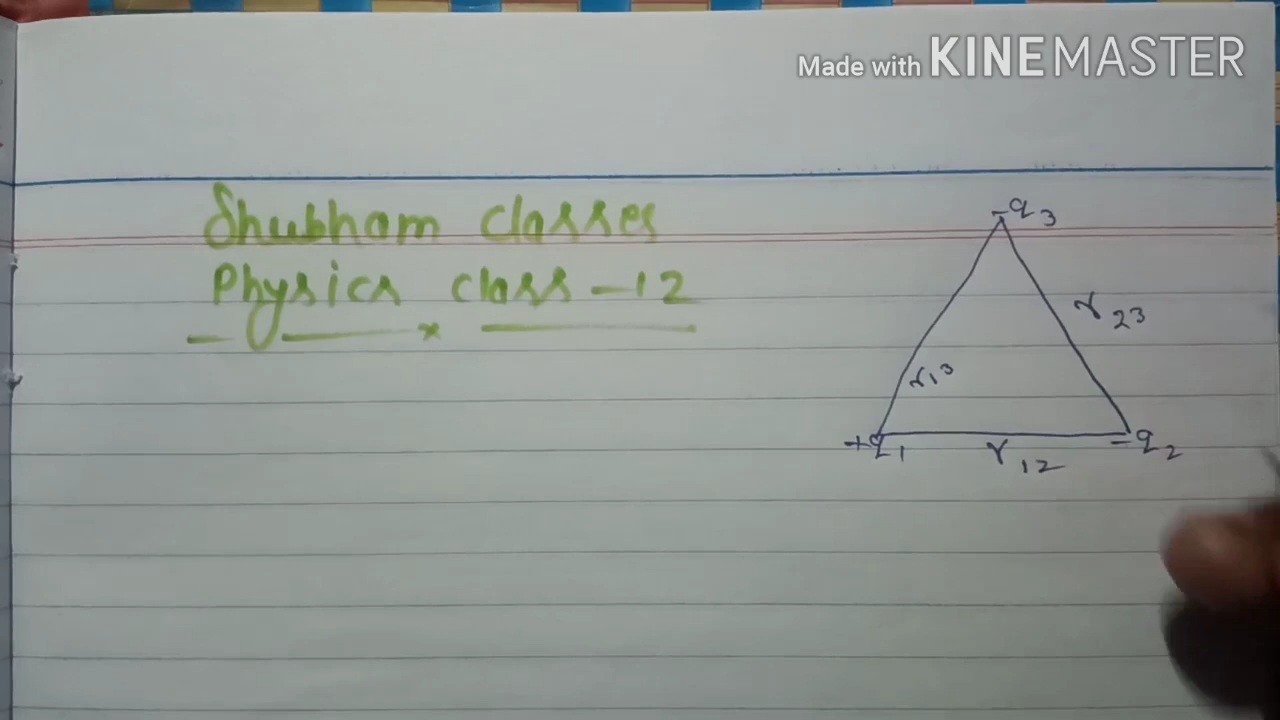 Made with KINEMASTER
Shubham classes
Physics class-12
-q3
r23
r13
+q1
r12
-q2